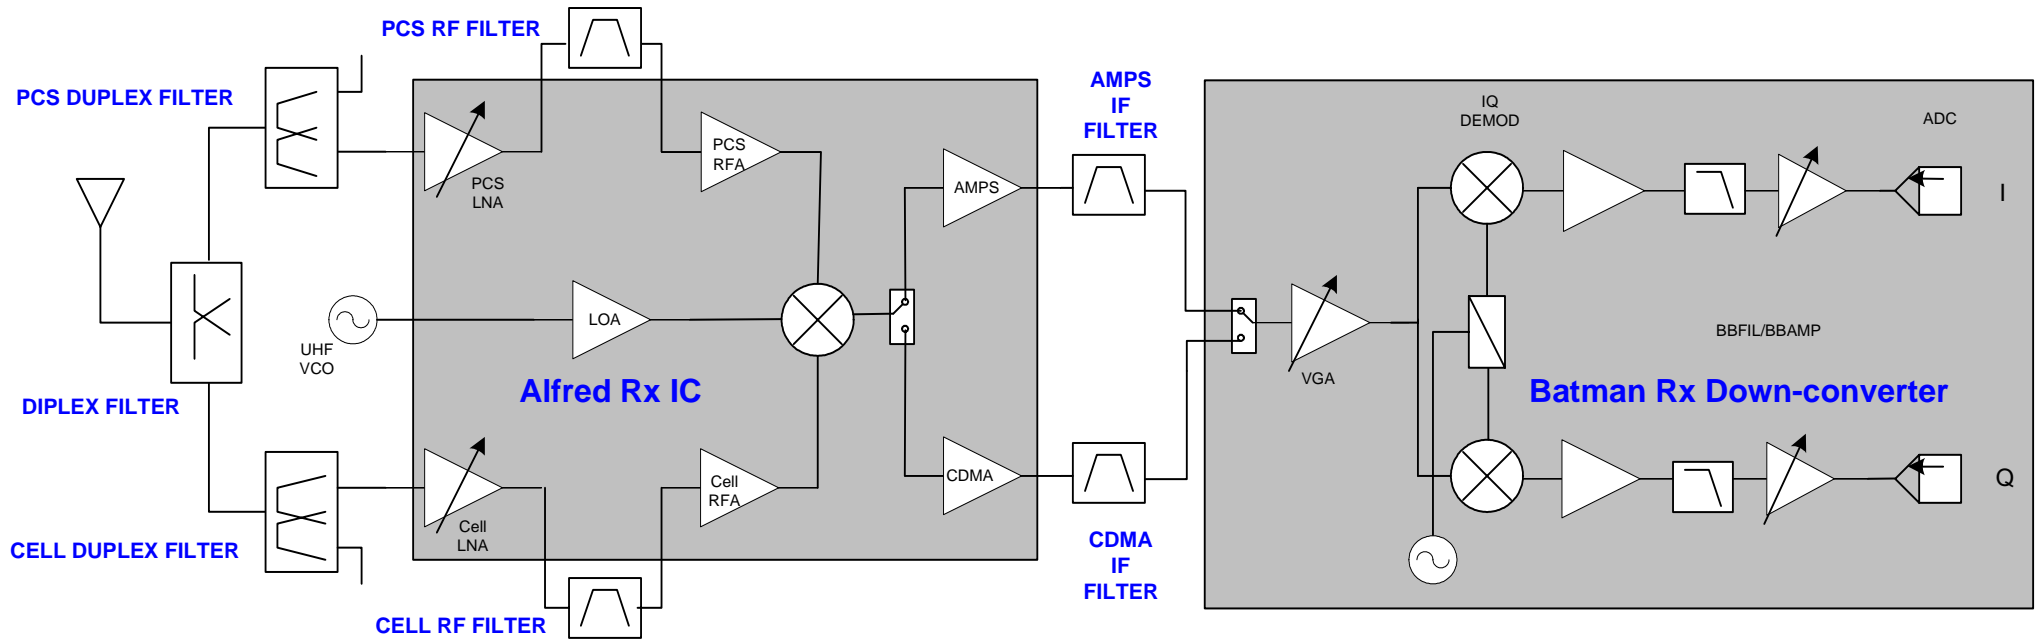 PCS RF FILTER
PCS DUPLEX FILTER
AMPS
IF
FILTER
IQ
DEMOD
ADC
PCS
RFA
PCS
LNA
AMPS
I
LOA
UHF
VCO
BBFIL/BBAMP
VGA
Alfred Rx IC
Batman Rx Down-converter
DIPLEX FILTER
Cell
RFA
CDMA
Q
Cell
LNA
CELL DUPLEX FILTER
CDMA
IF
FILTER
CELL RF FILTER